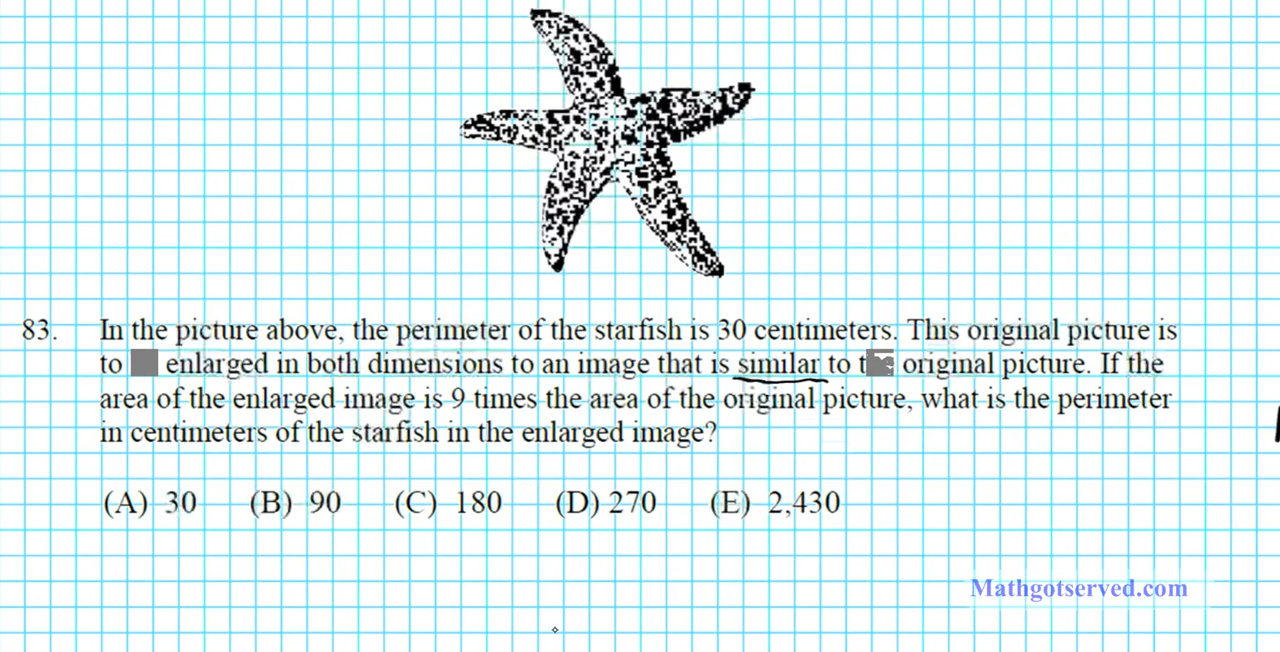 83. In the picture above, the perimeter of the starfish is 30 centimeters. This original picture is
to enlarged in both dimensions to an image that is similar to original picture. If the
area of the enlarged image is 9 times the area of the original picture, what is the perimeter
in centimeters of the starfish in the enlarged image?
(A) 30 (B) 90 (C) 180 (D) 270 (E) 2,430
Mathgotserved.com